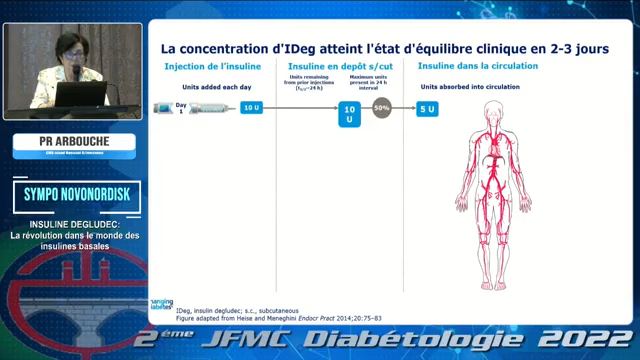 La concentration d'IDeg atteint l'état d'équilibre clinique en 2-3 jours
Injection de l'insuline
Insuline en depôt s/cut
Insuline dans la circulation
Units added each day
Units remaining
from prior injections
Maximum units
present in 24 h
interval
Units absorbed into circulation
Day
1
10 U
10
U
50%
5 U
PR ARBOUCHE
SYMPO NOVONORDISK
INSULINE DEGLUDEC:
La révolution dans le monde des
insulines basales
changing
diabetes
IDeg, insulin degludec; s.c., subcutaneous
Figure adapted from Heise and Meneghini Endocr Pract 2014;20:75–83
2ème JFMC Diabétologie 2022